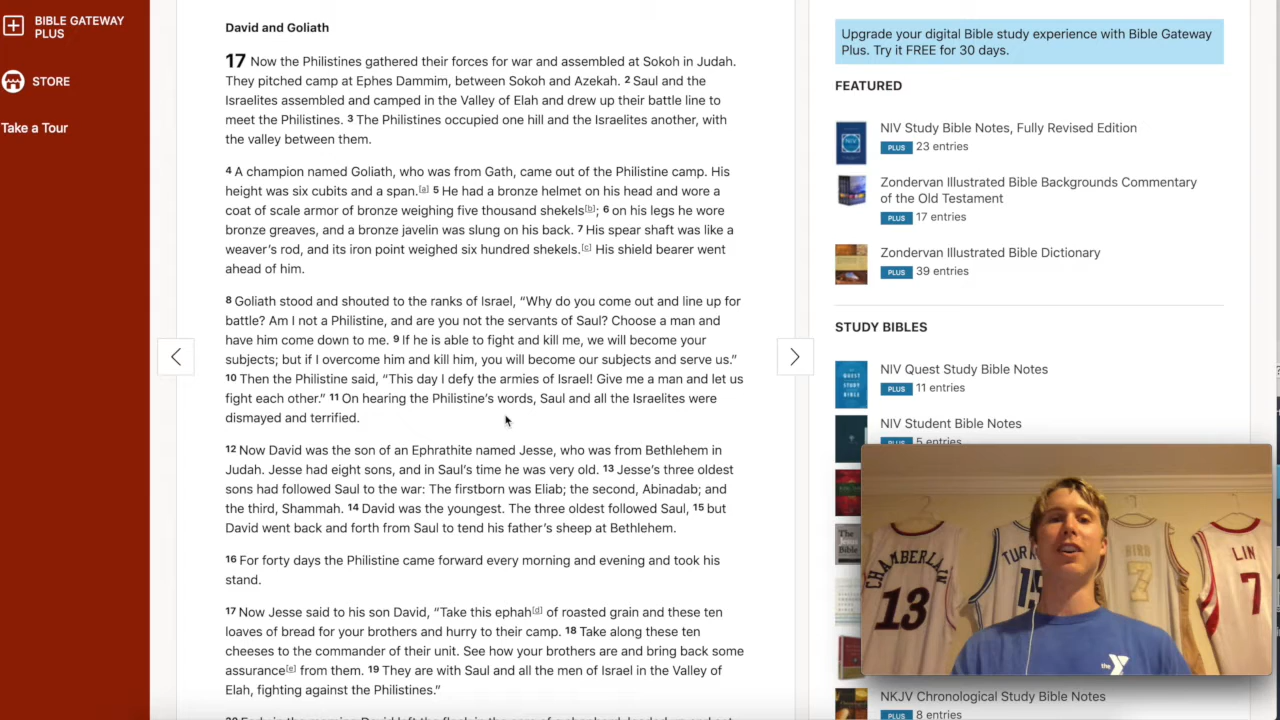 BIBLE GATEWAY
PLUS
STORE
Take a Tour
David and Goliath
17 Now the Philistines gathered their forces for war and assembled at Sokoh in Judah.
They pitched camp at Ephes Dammim, between Sokoh and Azekah. 2 Saul and the
Israelites assembled and camped in the Valley of Elah and drew up their battle line to
meet the Philistines. 3 The Philistines occupied one hill and the Israelites another, with
the valley between them.
4 A champion named Goliath, who was from Gath, came out of the Philistine camp. His
height was six cubits and a span.[a] 5 He had a bronze helmet on his head and wore a
coat of scale armor of bronze weighing five thousand shekels[b]; 6 on his legs he wore
bronze greaves, and a bronze javelin was slung on his back. 7 His spear shaft was like a
weaver’s rod, and its iron point weighed six hundred shekels.[c] His shield bearer went
ahead of him.
8 Goliath stood and shouted to the ranks of Israel, “Why do you come out and line up for
battle? Am I not a Philistine, and are you not the servants of Saul? Choose a man and
have him come down to me. 9 If he is able to fight and kill me, we will become your
subjects; but if I overcome him and kill him, you will become our subjects and serve us.”
10 Then the Philistine said, “This day I defy the armies of Israel! Give me a man and let us
fight each other.” 11 On hearing the Philistine’s words, Saul and all the Israelites were
dismayed and terrified.
12 Now David was the son of an Ephrathite named Jesse, who was from Bethlehem in
Judah. Jesse had eight sons, and in Saul’s time he was very old. 13 Jesse’s three oldest
sons had followed Saul to the war: The firstborn was Eliab; the second, Abinadab; and
the third, Shammah. 14 David was the youngest. The three oldest followed Saul, 15 but
David went back and forth from Saul to tend his father’s sheep at Bethlehem.
16 For forty days the Philistine came forward every morning and evening and took his
stand.
17 Now Jesse said to his son David, “Take this ephah[d] of roasted grain and these ten
loaves of bread for your brothers and hurry to their camp. 18 Take along these ten
cheeses to the commander of their unit. See how your brothers are and bring back some
assurance[e] from them. 19 They are with Saul and all the men of Israel in the Valley of
Elah, fighting against the Philistines.”
Upgrade your digital Bible study experience with Bible Gateway
Plus. Try it FREE for 30 days.
FEATURED
NIV Study Bible Notes, Fully Revised Edition
PLUS 23 entries
Zondervan Illustrated Bible Backgrounds Commentary
of the Old Testament
PLUS 17 entries
Zondervan Illustrated Bible Dictionary
PLUS 39 entries
STUDY BIBLES
NIV Quest Study Bible Notes
PLUS 11 entries
QUEST
STUDY
BIBLE
NIV Student Bible Notes
PLUS 5 entries
The
Jesus
Bible
CHAMBERLAIN
13
BIRD
LIN
7
the
Y
NKJV Chronological Study Bible Notes
PLUS 8 entries